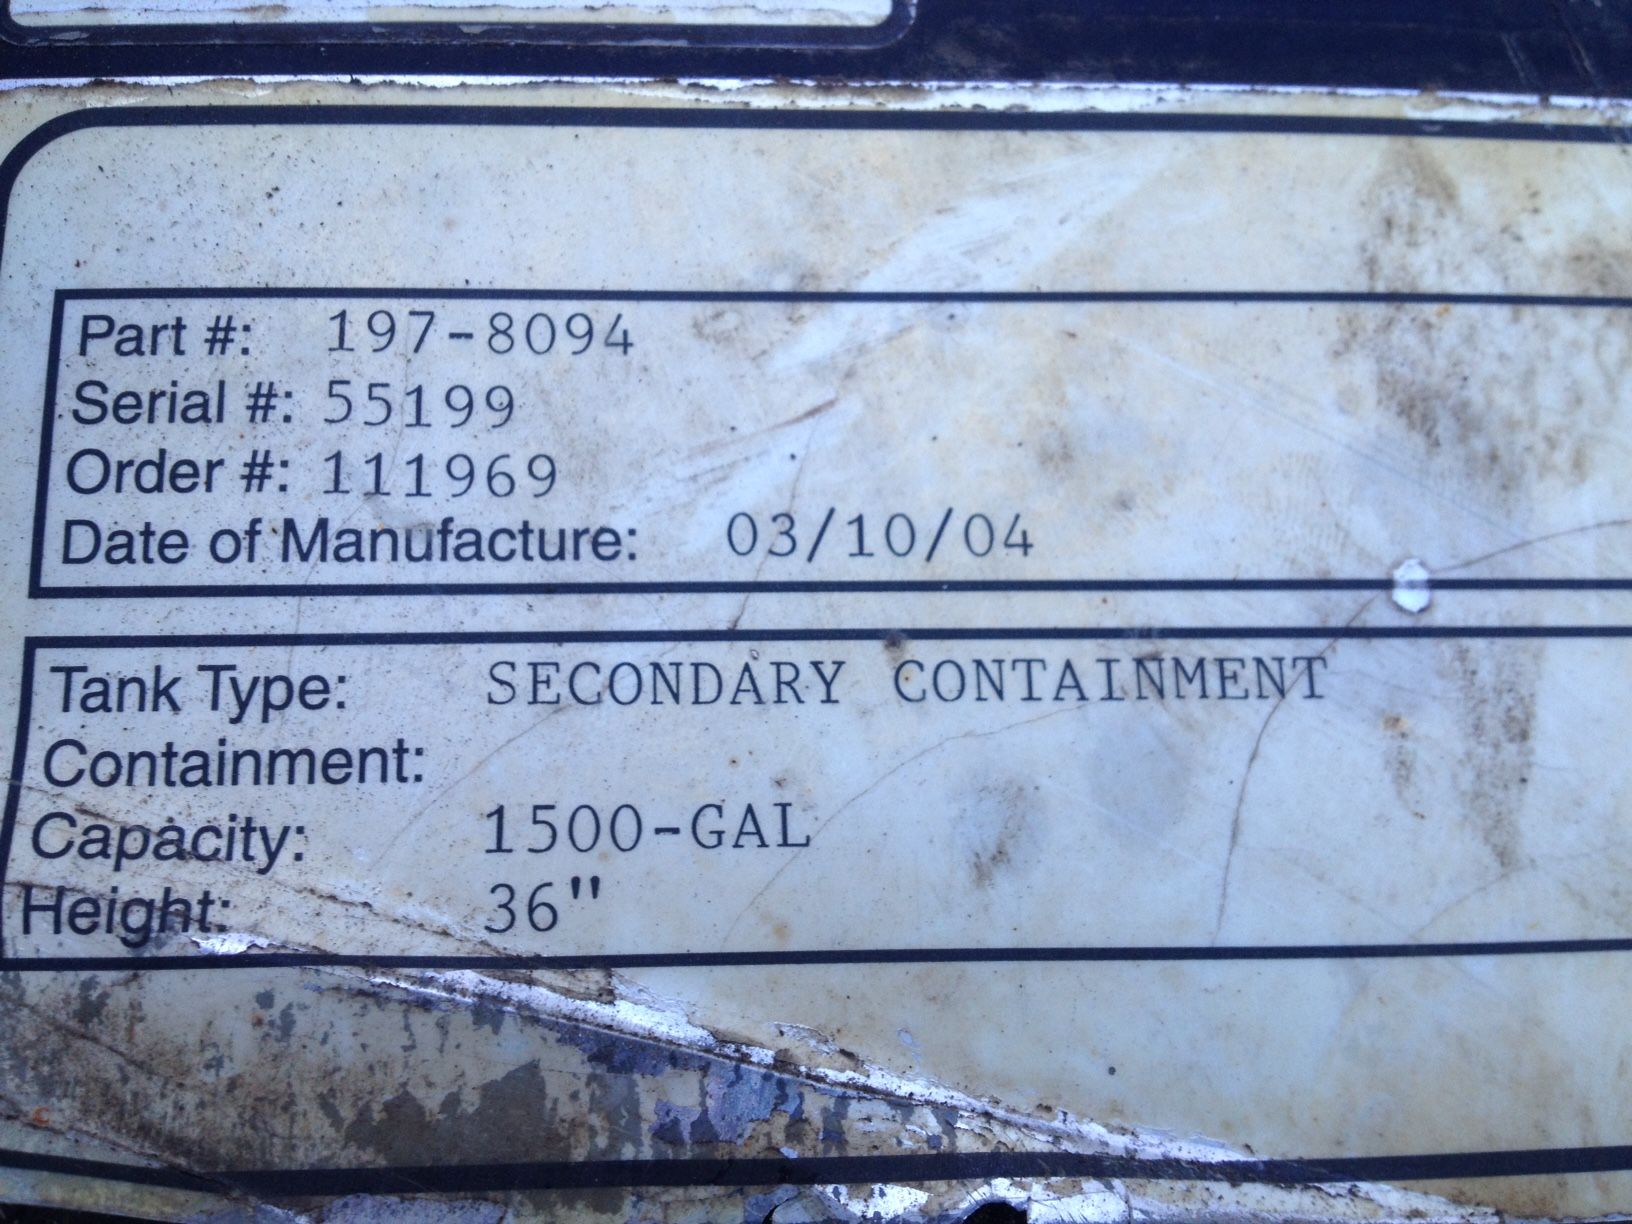 Part #: 197-8094
Serial #: 55199
Order #: 111969
Date of Manufacture: 03/10/04
Tank Type: SECONDARY CONTAINMENT
Containment:
Capacity: 1500-GAL
Height: 36"